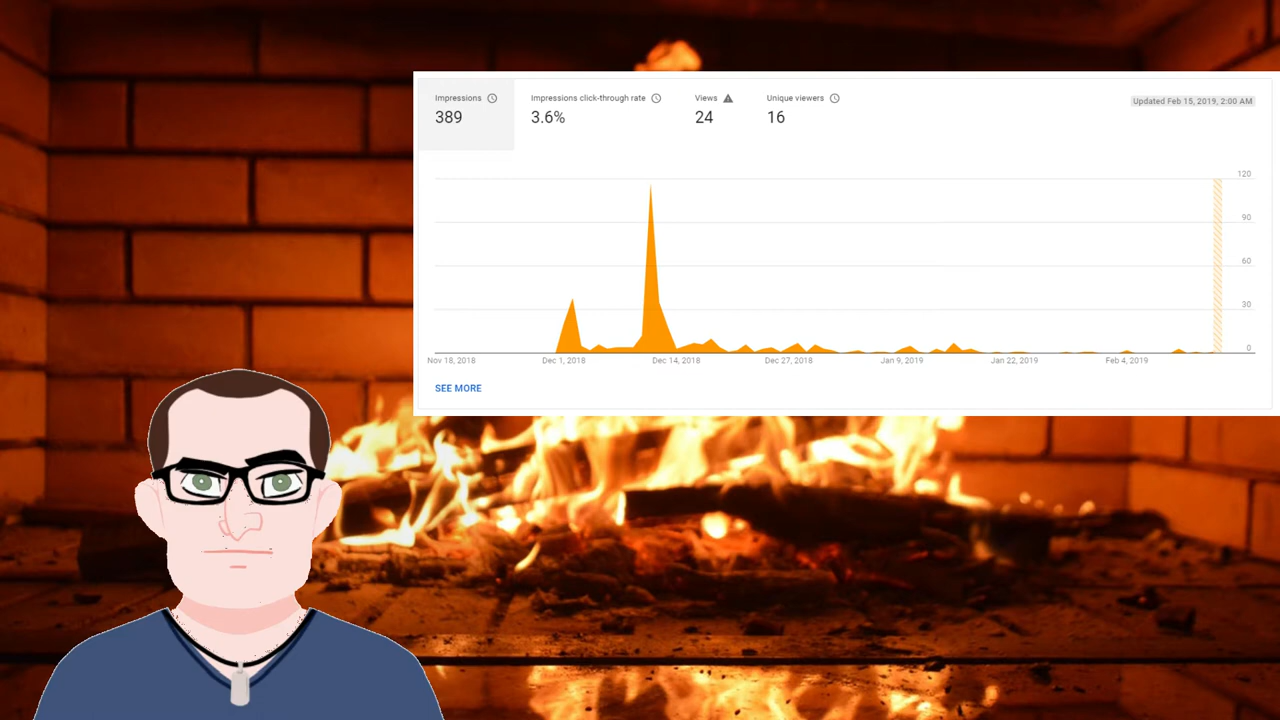 Impressions
Impressions click-through rate
Views
Unique viewers
Updated Feb 15, 2019, 2:00 AM
389
3.6%
24
16
120
90
60
30
0
Nov 18, 2018
Dec 1, 2018
Dec 14, 2018
Dec 27, 2018
Jan 9, 2019
Jan 22, 2019
Feb 4, 2019
SEE MORE